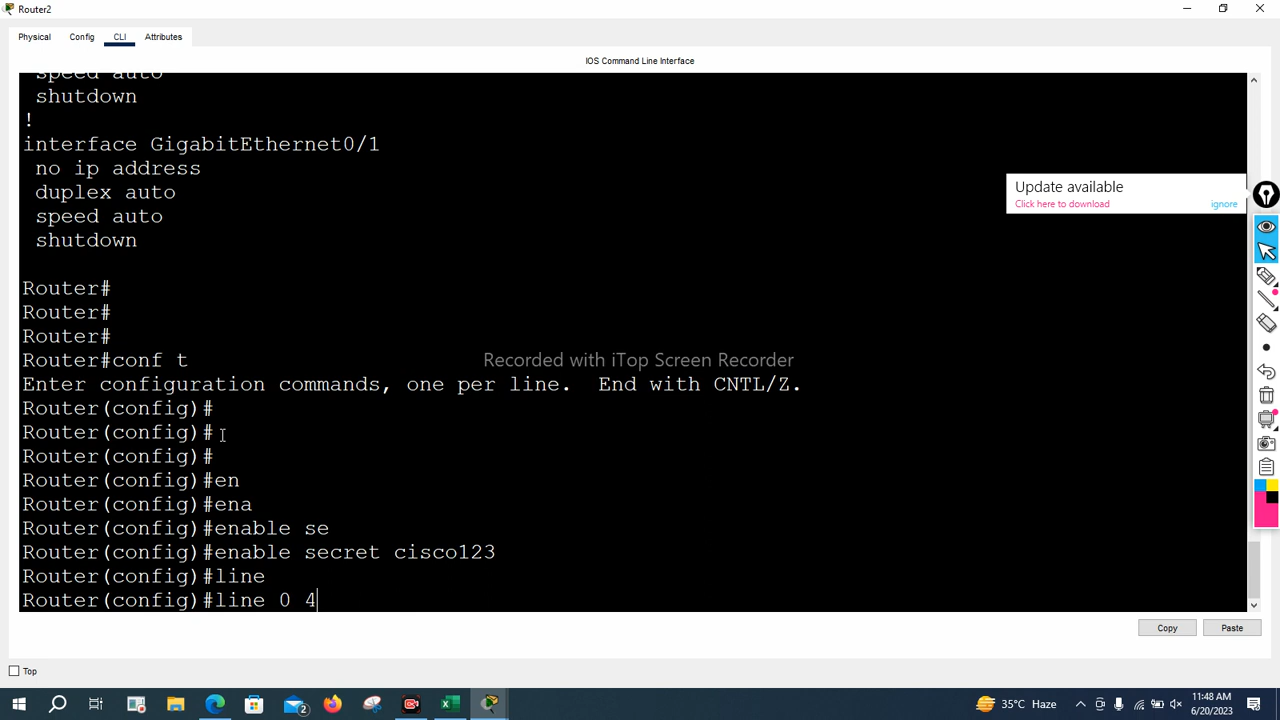 Router2
Physical
Config
CLI
Attributes
IOS Command Line Interface
speed auto
shutdown
!
interface GigabitEthernet0/1
no ip address
duplex auto
speed auto
shutdown
Update available
Click here to download
ignore
Router#
Router#
Router#
Router#conf t
Recorded with iTop Screen Recorder
Enter configuration commands, one per line. End with CNTL/Z.
Router(config)#
Router(config)#
Router(config)#
Router(config)#en
Router(config)#ena
Router(config)#enable se
Router(config)#enable secret cisco123
Router(config)#line
Router(config)#line 0 4
Copy
Paste
Top
35°C Haze
11:48 AM
6/20/2023